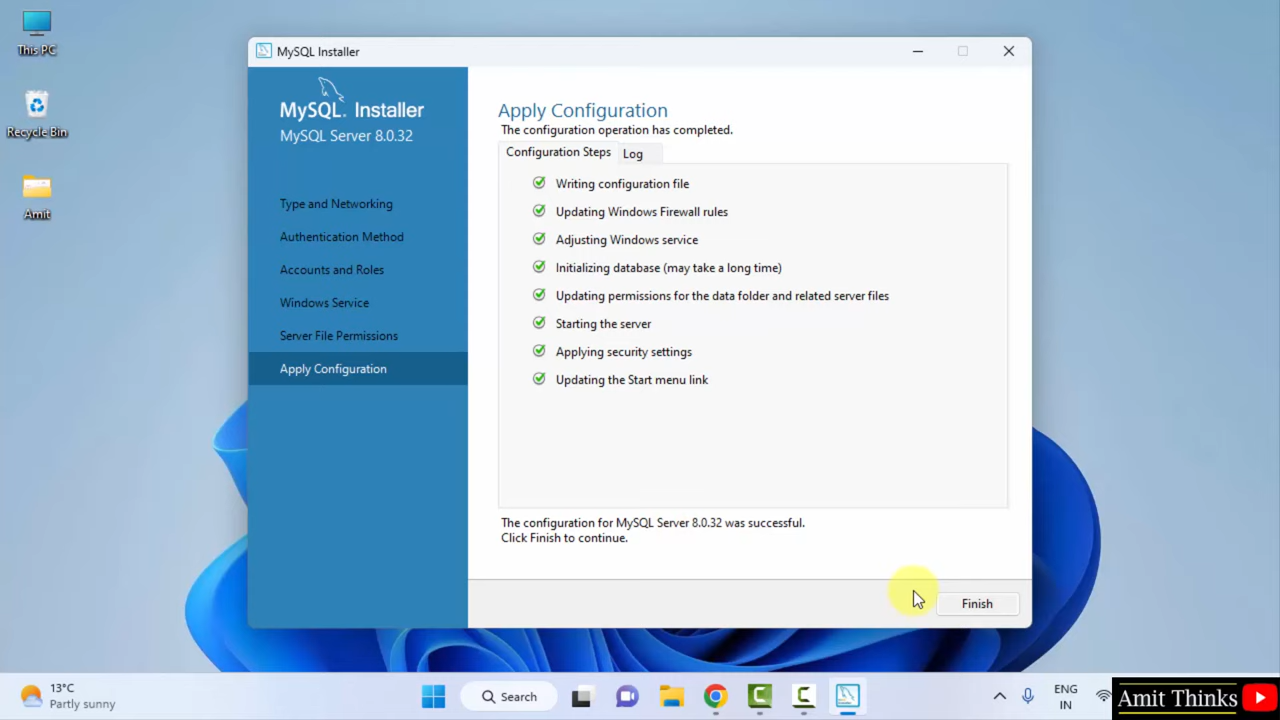 This PC
Recycle Bin
Amit
MySQL Installer
MySQL. Installer
MySQL Server 8.0.32
Type and Networking
Authentication Method
Accounts and Roles
Windows Service
Server File Permissions
Apply Configuration
Apply Configuration
The configuration operation has completed.
Configuration Steps
Log
Writing configuration file
Updating Windows Firewall rules
Adjusting Windows service
Initializing database (may take a long time)
Updating permissions for the data folder and related server files
Starting the server
Applying security settings
Updating the Start menu link
The configuration for MySQL Server 8.0.32 was successful.
Click Finish to continue.
Finish
13°C
Partly sunny
Search
ENG
IN
Amit Thinks